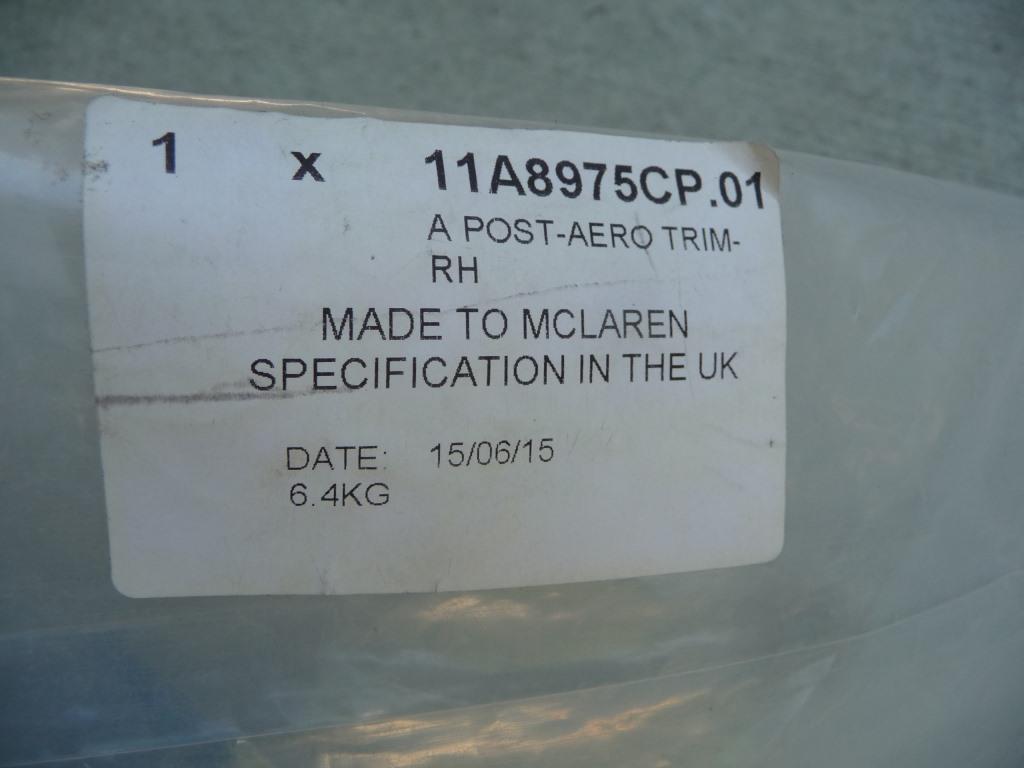 1 x 11A8975CP.01
A POST-AERO TRIM-
RH
MADE TO MCLAREN
SPECIFICATION IN THE UK
DATE: 15/06/15
6.4KG